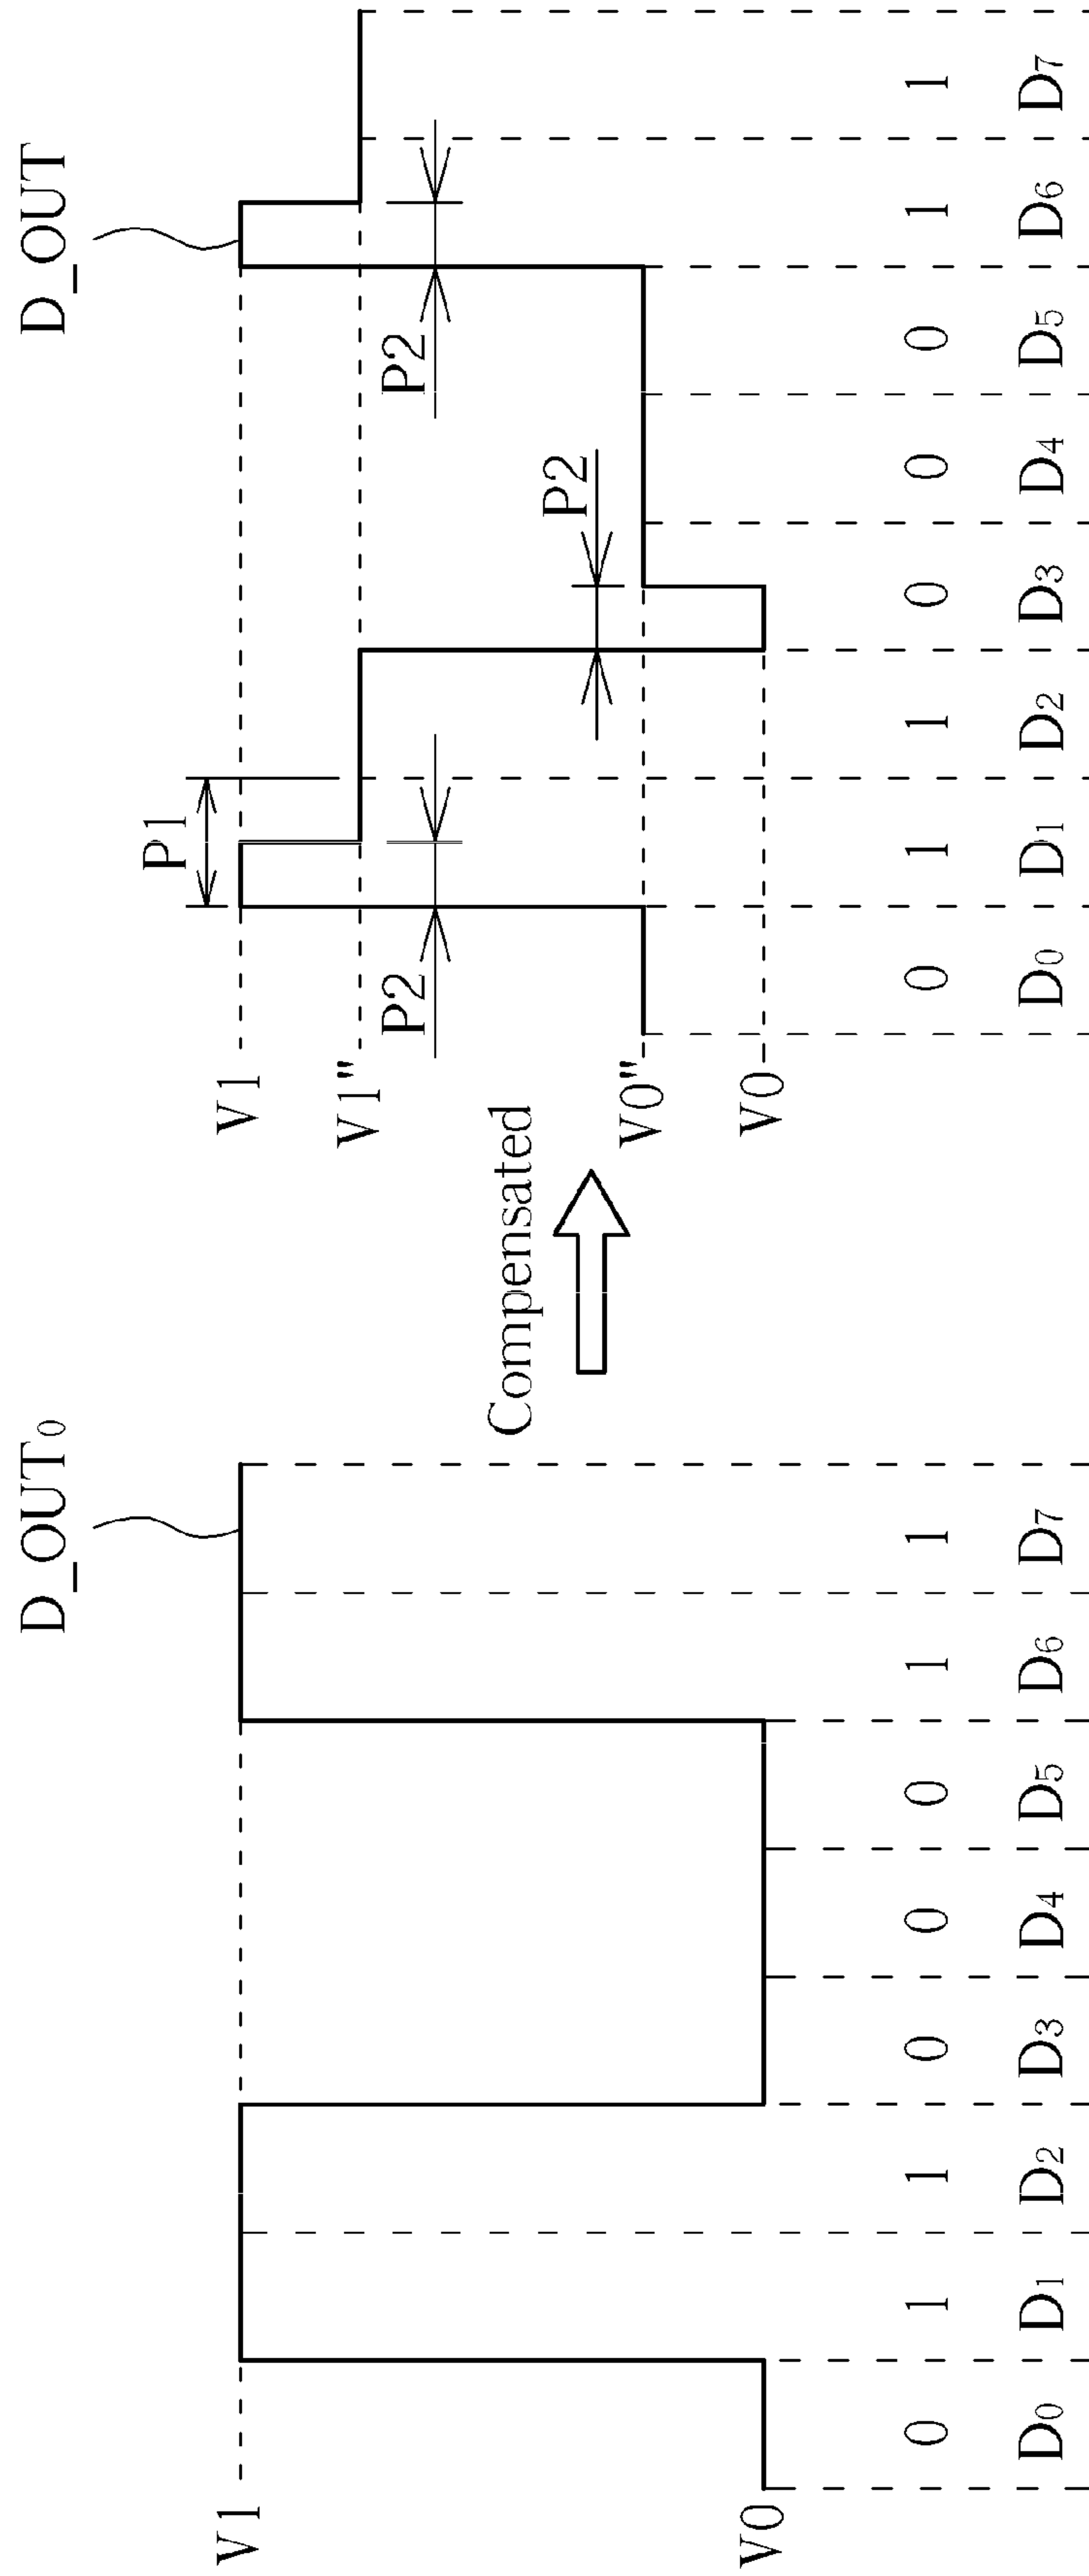 D_OUT0
V1
V0
0 1 1 0 0 0 1 1
D0 D1 D2 D3 D4 D5 D6 D7
Compensated
D_OUT
P1
V1
V1"
P2 P2
P2
V0"
V0
0 1 1 0 0 0 1 1
D0 D1 D2 D3 D4 D5 D6 D7